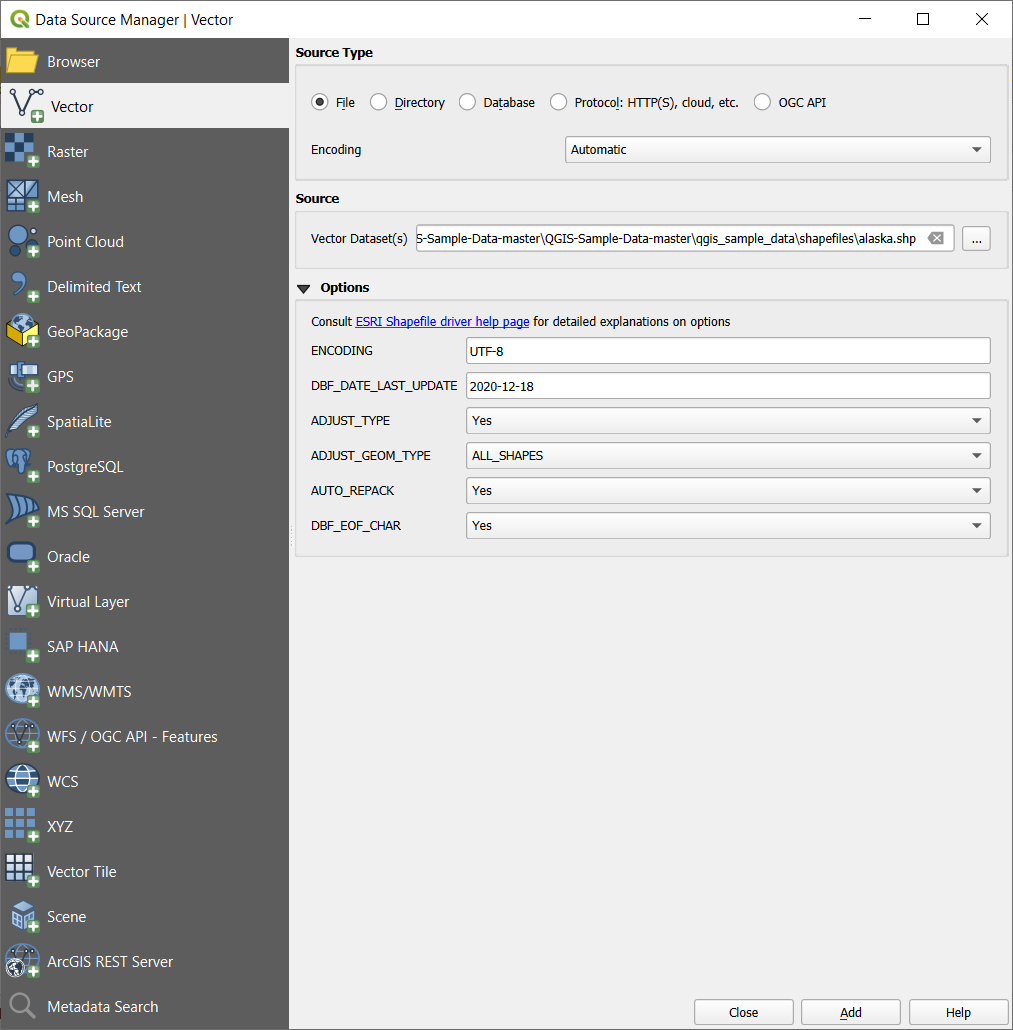 Data Source Manager | Vector
Browser
Vector
Raster
Mesh
Point Cloud
Delimited Text
GeoPackage
GPS
SpatiaLite
PostgreSQL
MS SQL Server
Oracle
Virtual Layer
SAP HANA
WMS/WMTS
WFS / OGC API - Features
WCS
XYZ
Vector Tile
Scene
ArcGIS REST Server
Metadata Search
Source Type
File Directory Database Protocol: HTTP(S), cloud, etc. OGC API
Encoding Automatic
Source
Vector Dataset(s) S-Sample-Data-master\QGIS-Sample-Data-master\qgis_sample_data\shapefiles\alaska.shp ...
Options
Consult ESRI Shapefile driver help page for detailed explanations on options
ENCODING UTF-8
DBF_DATE_LAST_UPDATE 2020-12-18
ADJUST_TYPE Yes
ADJUST_GEOM_TYPE ALL_SHAPES
AUTO_REPACK Yes
DBF_EOF_CHAR Yes
Close Add Help